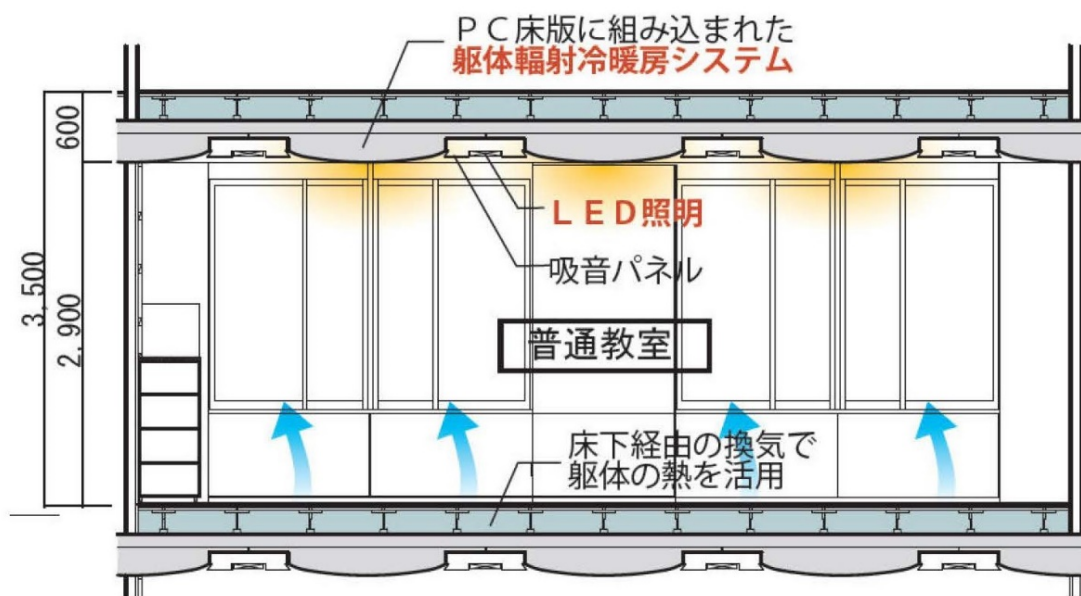 ＰＣ床版に組み込まれた
躯体輻射冷暖房システム
600
ＬＥＤ照明
吸音パネル
3,500
2,900
普通教室
床下経由の換気で
躯体の熱を活用